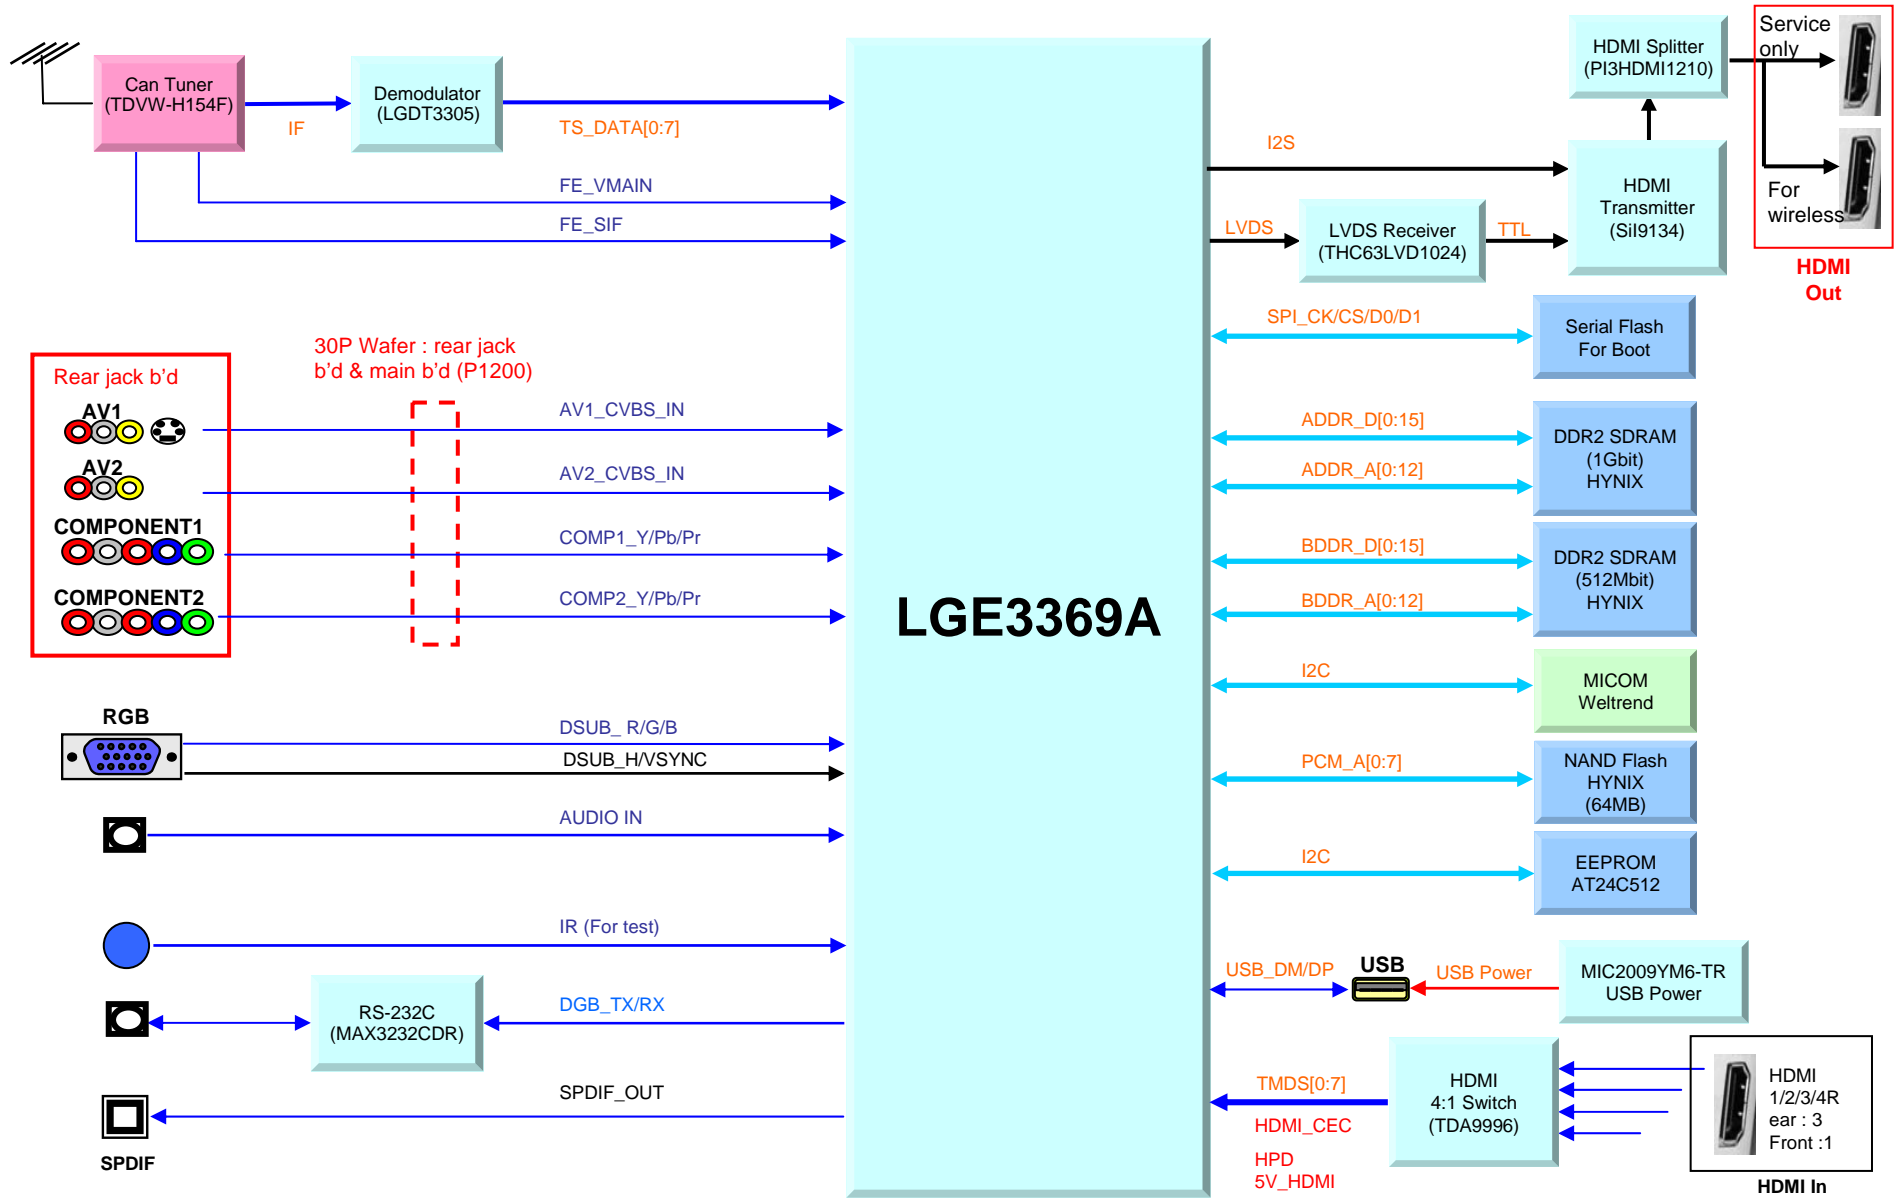 Can Tuner
(TDVW-H154F)
IF
Demodulator
(LGDT3305)
TS_DATA[0:7]
FE_VMAIN
FE_SIF
30P Wafer : rear jack
b'd & main b'd (P1200)
Rear jack b'd
AV1
AV2
COMPONENT1
COMPONENT2
AV1_CVBS_IN
AV2_CVBS_IN
COMP1_Y/Pb/Pr
COMP2_Y/Pb/Pr
RGB
DSUB_ R/G/B
DSUB_H/VSYNC
AUDIO IN
IR (For test)
RS-232C
(MAX3232CDR)
DGB_TX/RX
SPDIF_OUT
SPDIF
LGE3369A
I2S
LVDS
LVDS Receiver
(THC63LVD1024)
TTL
HDMI Splitter
(PI3HDMI1210)
HDMI
Transmitter
(SiI9134)
Service
only
For
wireless
HDMI
Out
SPI_CK/CS/D0/D1
Serial Flash
For Boot
ADDR_D[0:15]
ADDR_A[0:12]
DDR2 SDRAM
(1Gbit)
HYNIX
BDDR_D[0:15]
BDDR_A[0:12]
DDR2 SDRAM
(512Mbit)
HYNIX
I2C
MICOM
Weltrend
PCM_A[0:7]
NAND Flash
HYNIX
(64MB)
I2C
EEPROM
AT24C512
USB_DM/DP
USB
USB Power
MIC2009YM6-TR
USB Power
TMDS[0:7]
HDMI_CEC
HPD
5V_HDMI
HDMI
4:1 Switch
(TDA9996)
HDMI
1/2/3/4R
ear : 3
Front :1
HDMI In